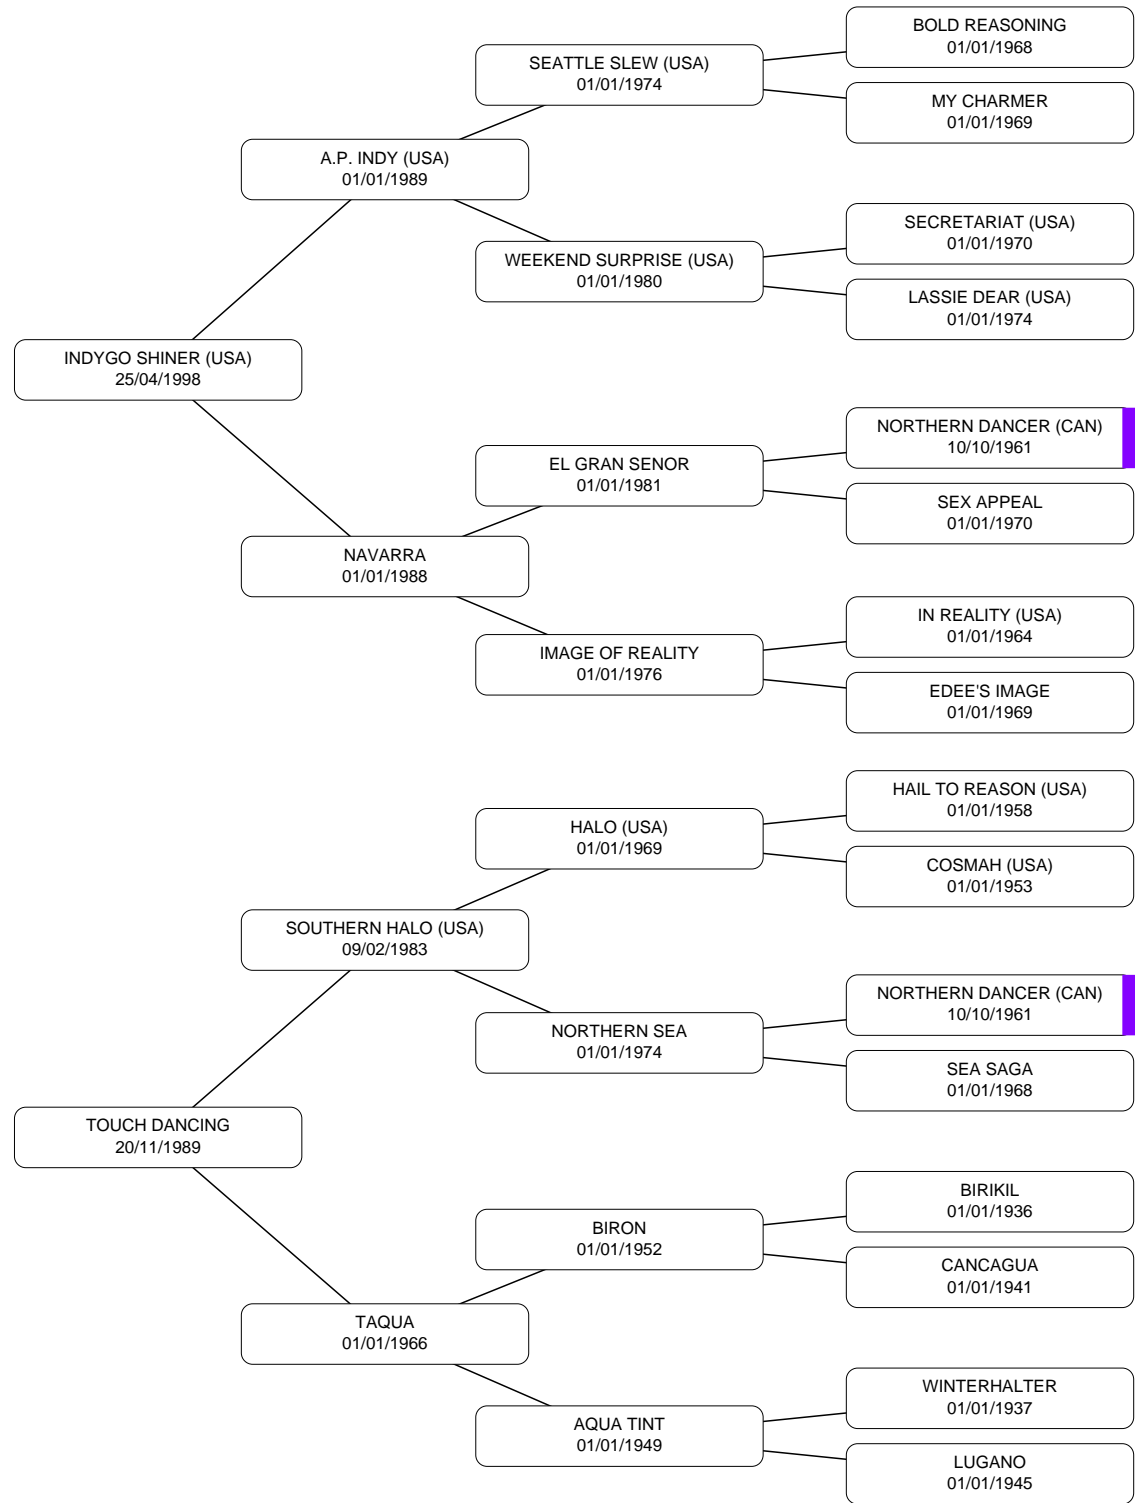 BOLD REASONING
01/01/1968
SEATTLE SLEW (USA)
01/01/1974
MY CHARMER
01/01/1969
A.P. INDY (USA)
01/01/1989
SECRETARIAT (USA)
01/01/1970
WEEKEND SURPRISE (USA)
01/01/1980
LASSIE DEAR (USA)
01/01/1974
INDYGO SHINER (USA)
25/04/1998
NORTHERN DANCER (CAN)
10/10/1961
EL GRAN SENOR
01/01/1981
SEX APPEAL
01/01/1970
NAVARRA
01/01/1988
IN REALITY (USA)
01/01/1964
IMAGE OF REALITY
01/01/1976
EDEE'S IMAGE
01/01/1969
HAIL TO REASON (USA)
01/01/1958
HALO (USA)
01/01/1969
COSMAH (USA)
01/01/1953
SOUTHERN HALO (USA)
09/02/1983
NORTHERN DANCER (CAN)
10/10/1961
NORTHERN SEA
01/01/1974
SEA SAGA
01/01/1968
TOUCH DANCING
20/11/1989
BIRIKIL
01/01/1936
BIRON
01/01/1952
CANCAGUA
01/01/1941
TAQUA
01/01/1966
WINTERHALTER
01/01/1937
AQUA TINT
01/01/1949
LUGANO
01/01/1945